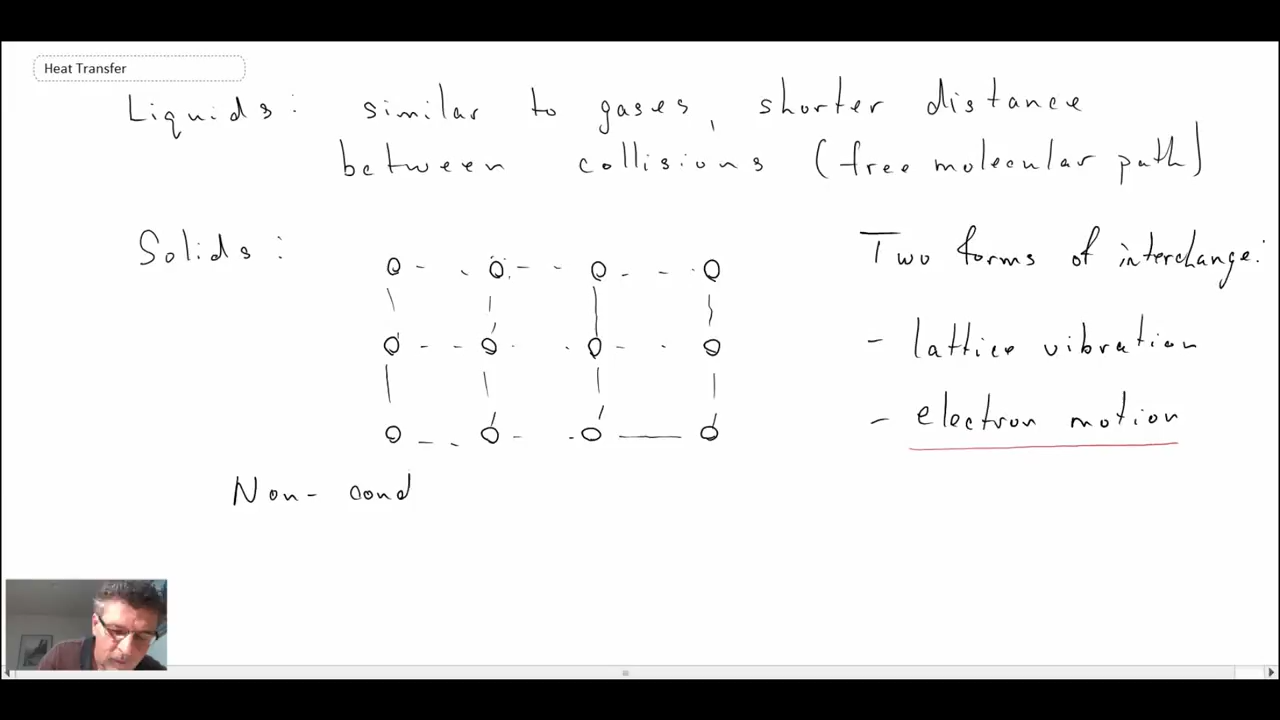 Heat Transfer
Liquids: similar to gases, shorter distance
between collisions (free molecular path)
Solids:
Two forms of interchange:
- lattice vibration
- electron motion
Non-cond